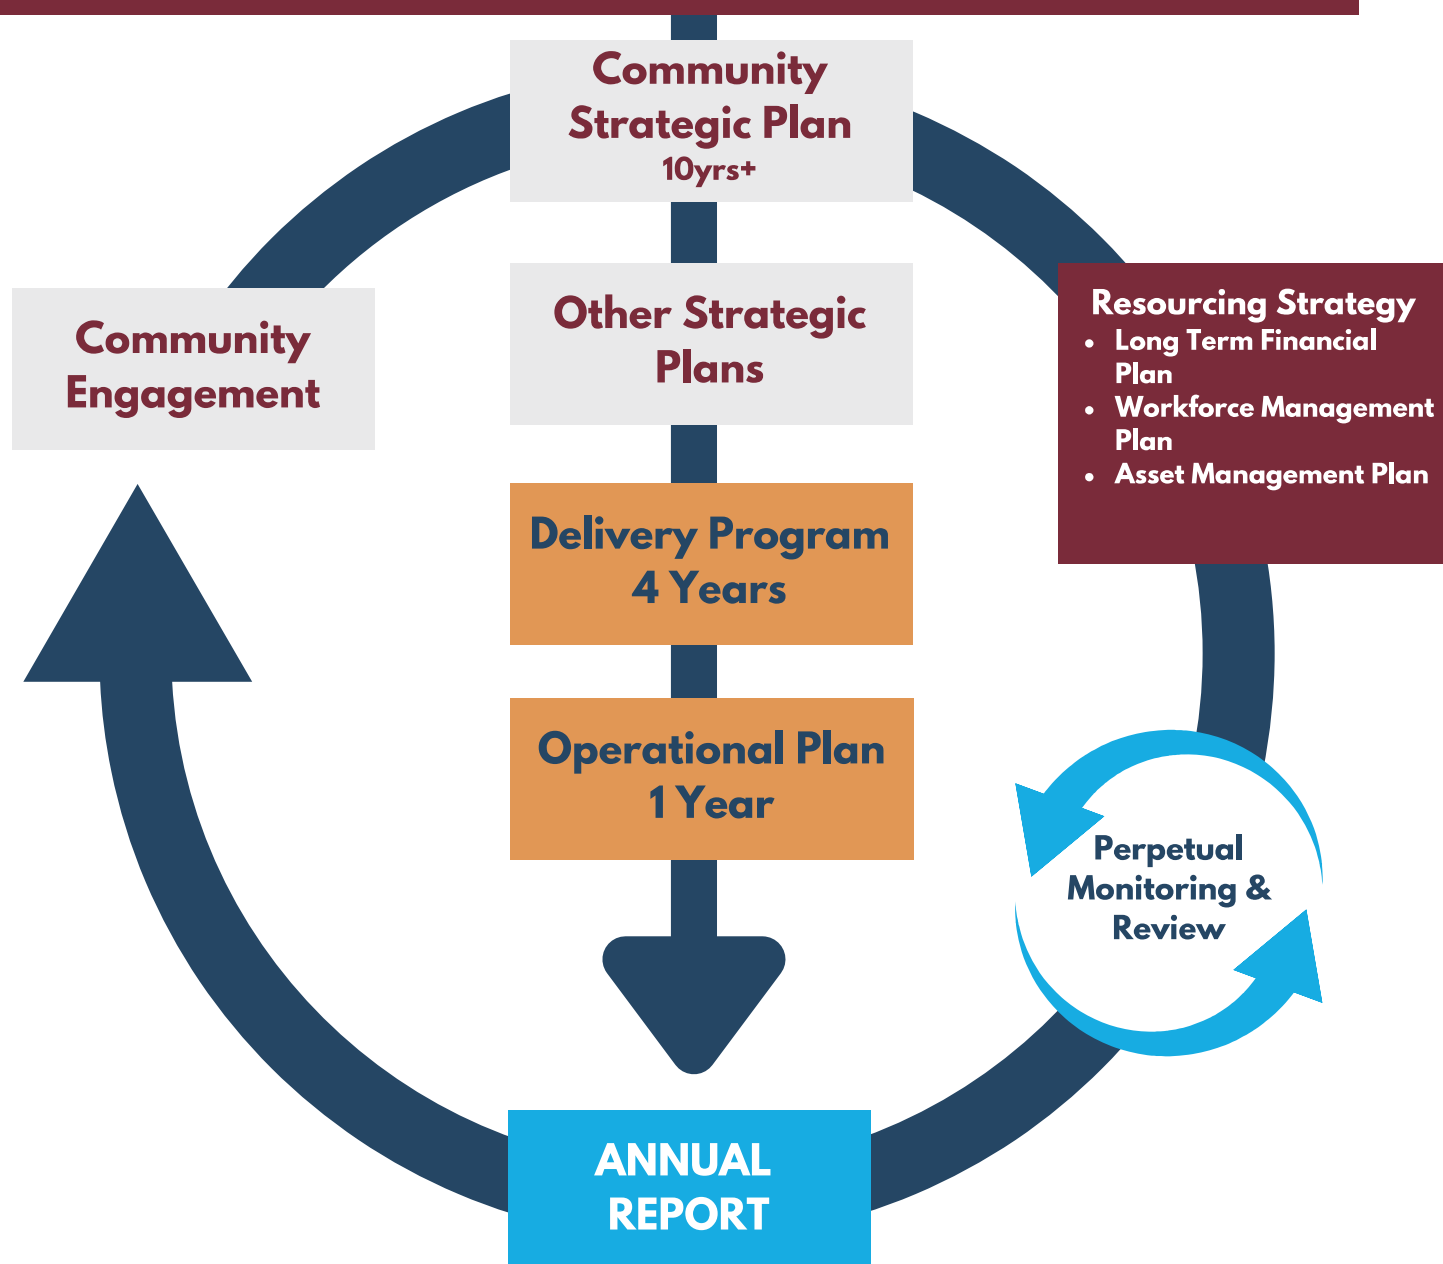 Community
Strategic Plan
10yrs+
Community
Engagement
Other Strategic
Plans
Resourcing Strategy
• Long Term Financial
Plan
• Workforce Management
Plan
• Asset Management Plan
Delivery Program
4 Years
Operational Plan
1 Year
Perpetual
Monitoring &
Review
ANNUAL
REPORT